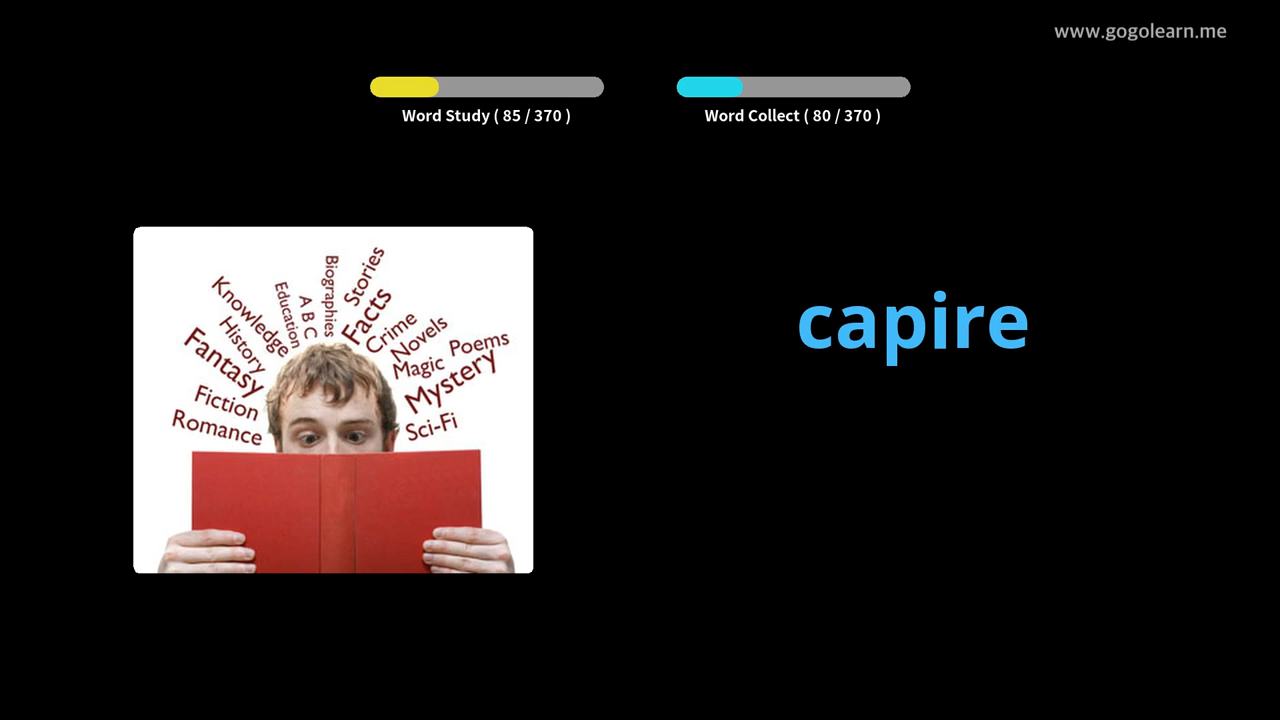 www.gogolearn.me
Word Study ( 85 / 370 )
Word Collect ( 80 / 370 )
capire
Biographies
Stories
Education
A B C
Facts
Knowledge
Crime
History
Novels
Poems
Fantasy
Magic
Mystery
Fiction
Romance
Sci-Fi